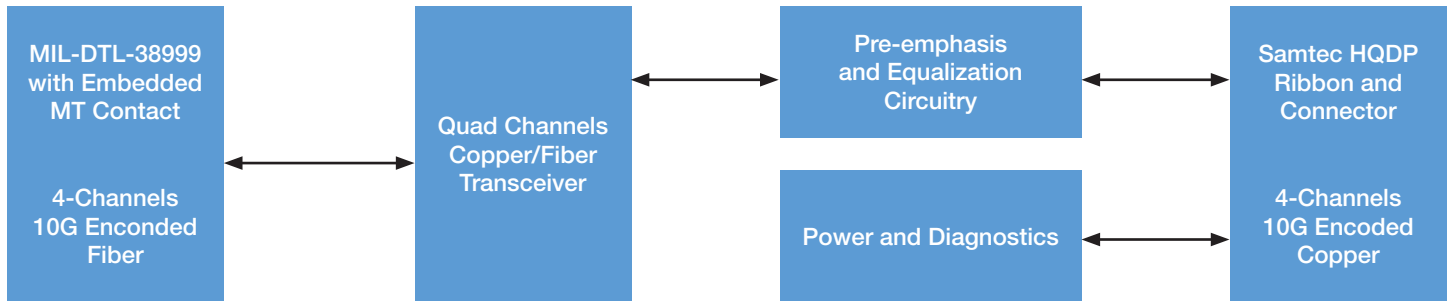 MIL-DTL-38999
with Embedded
MT Contact
4-Channels
10G Enconded
Fiber
Quad Channels
Copper/Fiber
Transceiver
Pre-emphasis
and Equalization
Circuitry
Power and Diagnostics
Samtec HQDP
Ribbon and
Connector
4-Channels
10G Encoded
Copper